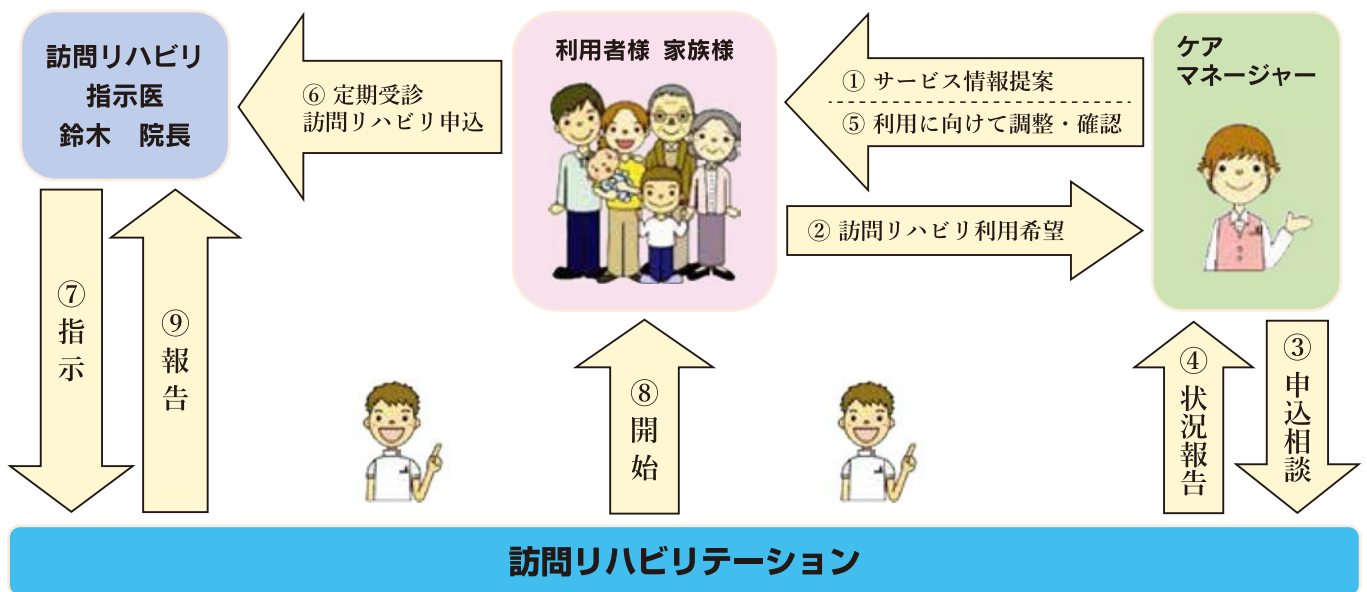 訪問リハビリ
指示医
鈴木　院長
⑥ 定期受診
訪問リハビリ申込
利用者様 家族様
① サービス情報提案
⑤ 利用に向けて調整・確認
② 訪問リハビリ利用希望
ケア
マネージャー
⑦指示
⑨報告
⑧開始
④状況報告
③申込相談
訪問リハビリテーション